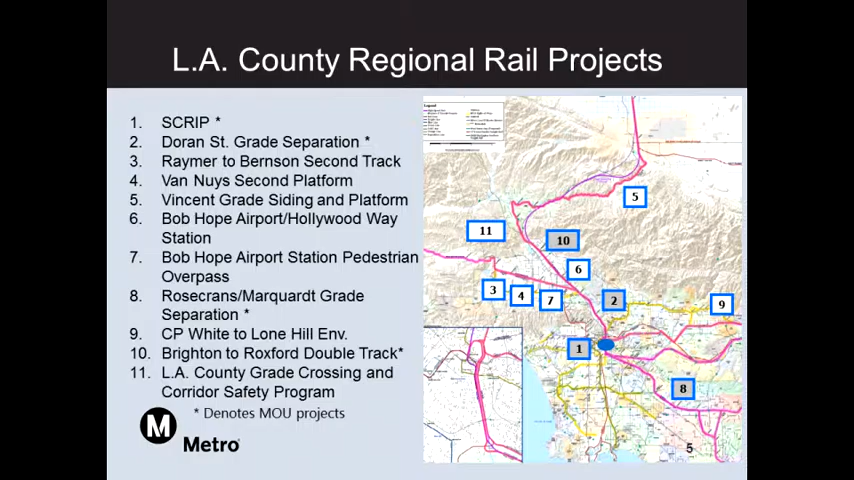 L.A. County Regional Rail Projects
1. SCRIP *
2. Doran St. Grade Separation *
3. Raymer to Bernson Second Track
4. Van Nuys Second Platform
5. Vincent Grade Siding and Platform
6. Bob Hope Airport/Hollywood Way
Station
7. Bob Hope Airport Station Pedestrian
Overpass
8. Rosecrans/Marquardt Grade
Separation *
9. CP White to Lone Hill Env.
10. Brighton to Roxford Double Track*
11. L.A. County Grade Crossing and
Corridor Safety Program
* Denotes MOU projects
M
Metro
Legend
5
11
10
6
3
4
7
2
9
1
8
5